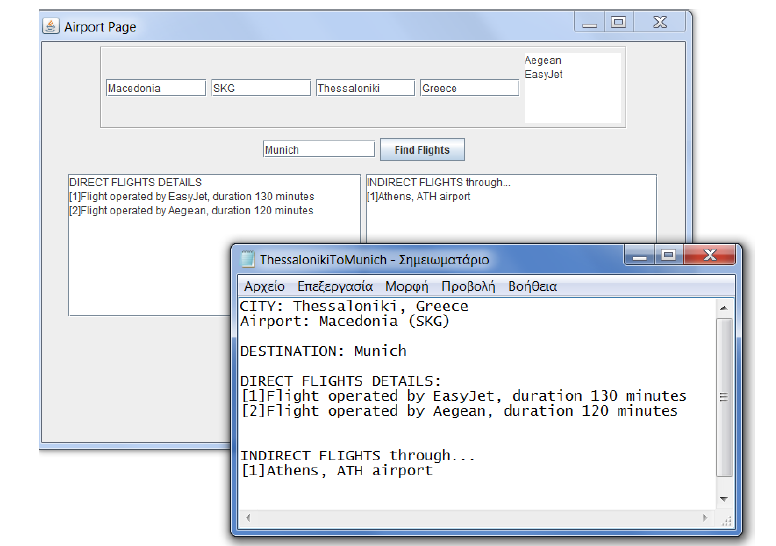 Airport Page
Macedonia SKG Thessaloniki Greece
Aegean
EasyJet
Munich Find Flights
DIRECT FLIGHTS DETAILS
[1]Flight operated by EasyJet, duration 130 minutes
[2]Flight operated by Aegean, duration 120 minutes
INDIRECT FLIGHTS through...
[1]Athens, ATH airport
ThessalonikiToMunich - Σημειωματάριο
Αρχείο Επεξεργασία Μορφή Προβολή Βοήθεια
CITY: Thessaloniki, Greece
Airport: Macedonia (SKG)
DESTINATION: Munich
DIRECT FLIGHTS DETAILS:
[1]Flight operated by EasyJet, duration 130 minutes
[2]Flight operated by Aegean, duration 120 minutes
INDIRECT FLIGHTS through...
[1]Athens, ATH airport